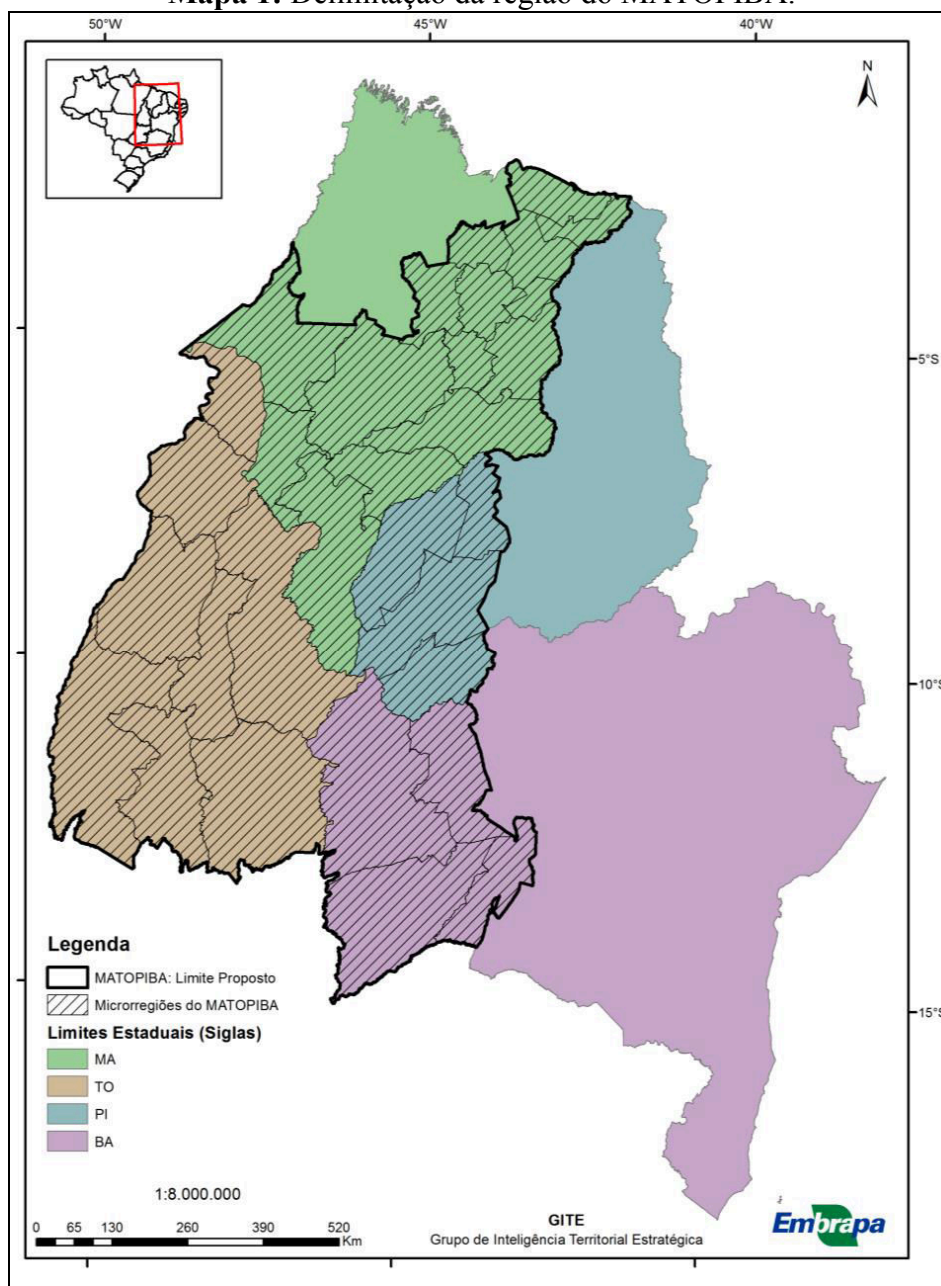 Mapa 1: Delimitação da região do MATOPIBA.
50°W 45°W 40°W
N
5°S
10°S
15°S
Legenda
MATOPIBA: Limite Proposto
Microrregiões do MATOPIBA
Limites Estaduais (Siglas)
MA
TO
PI
BA
1:8.000.000
0 65 130 260 390 520
Km
GITE
Grupo de Inteligência Territorial Estratégica
Embrapa